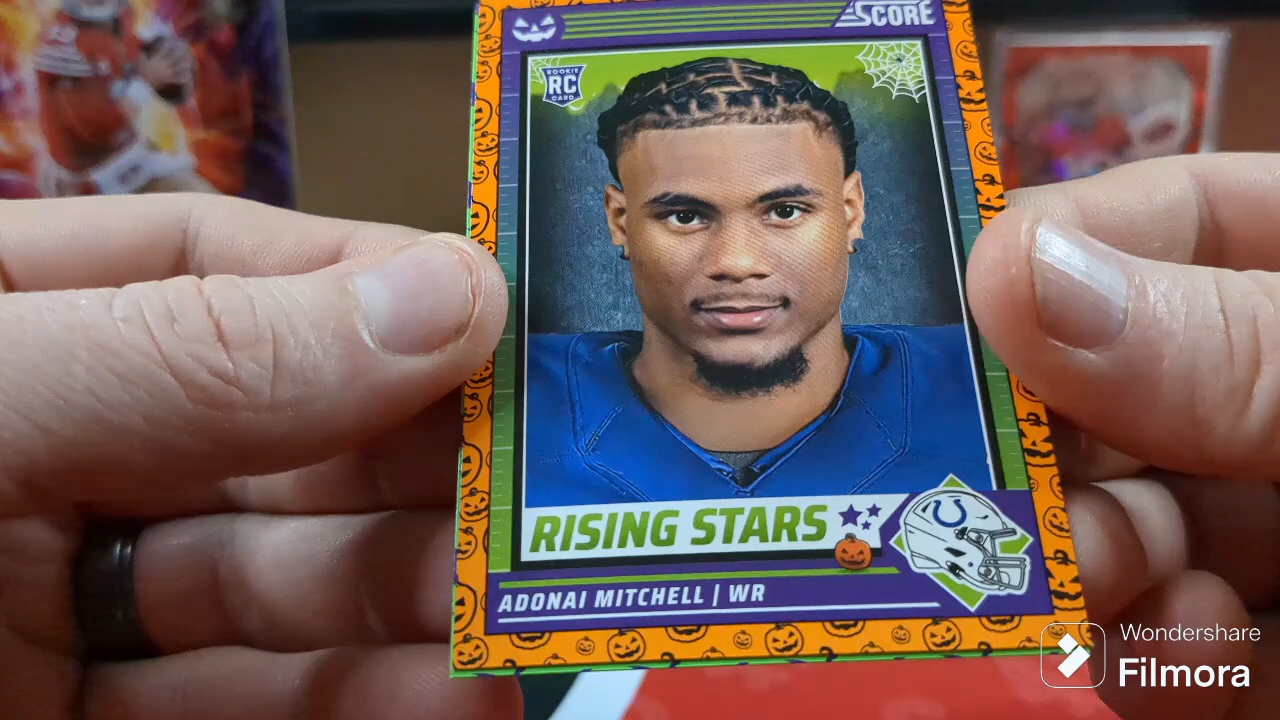 SCORE
ROOKIE
RC
CARD
RISING STARS
ADONAI MITCHELL | WR
Wondershare
Filmora